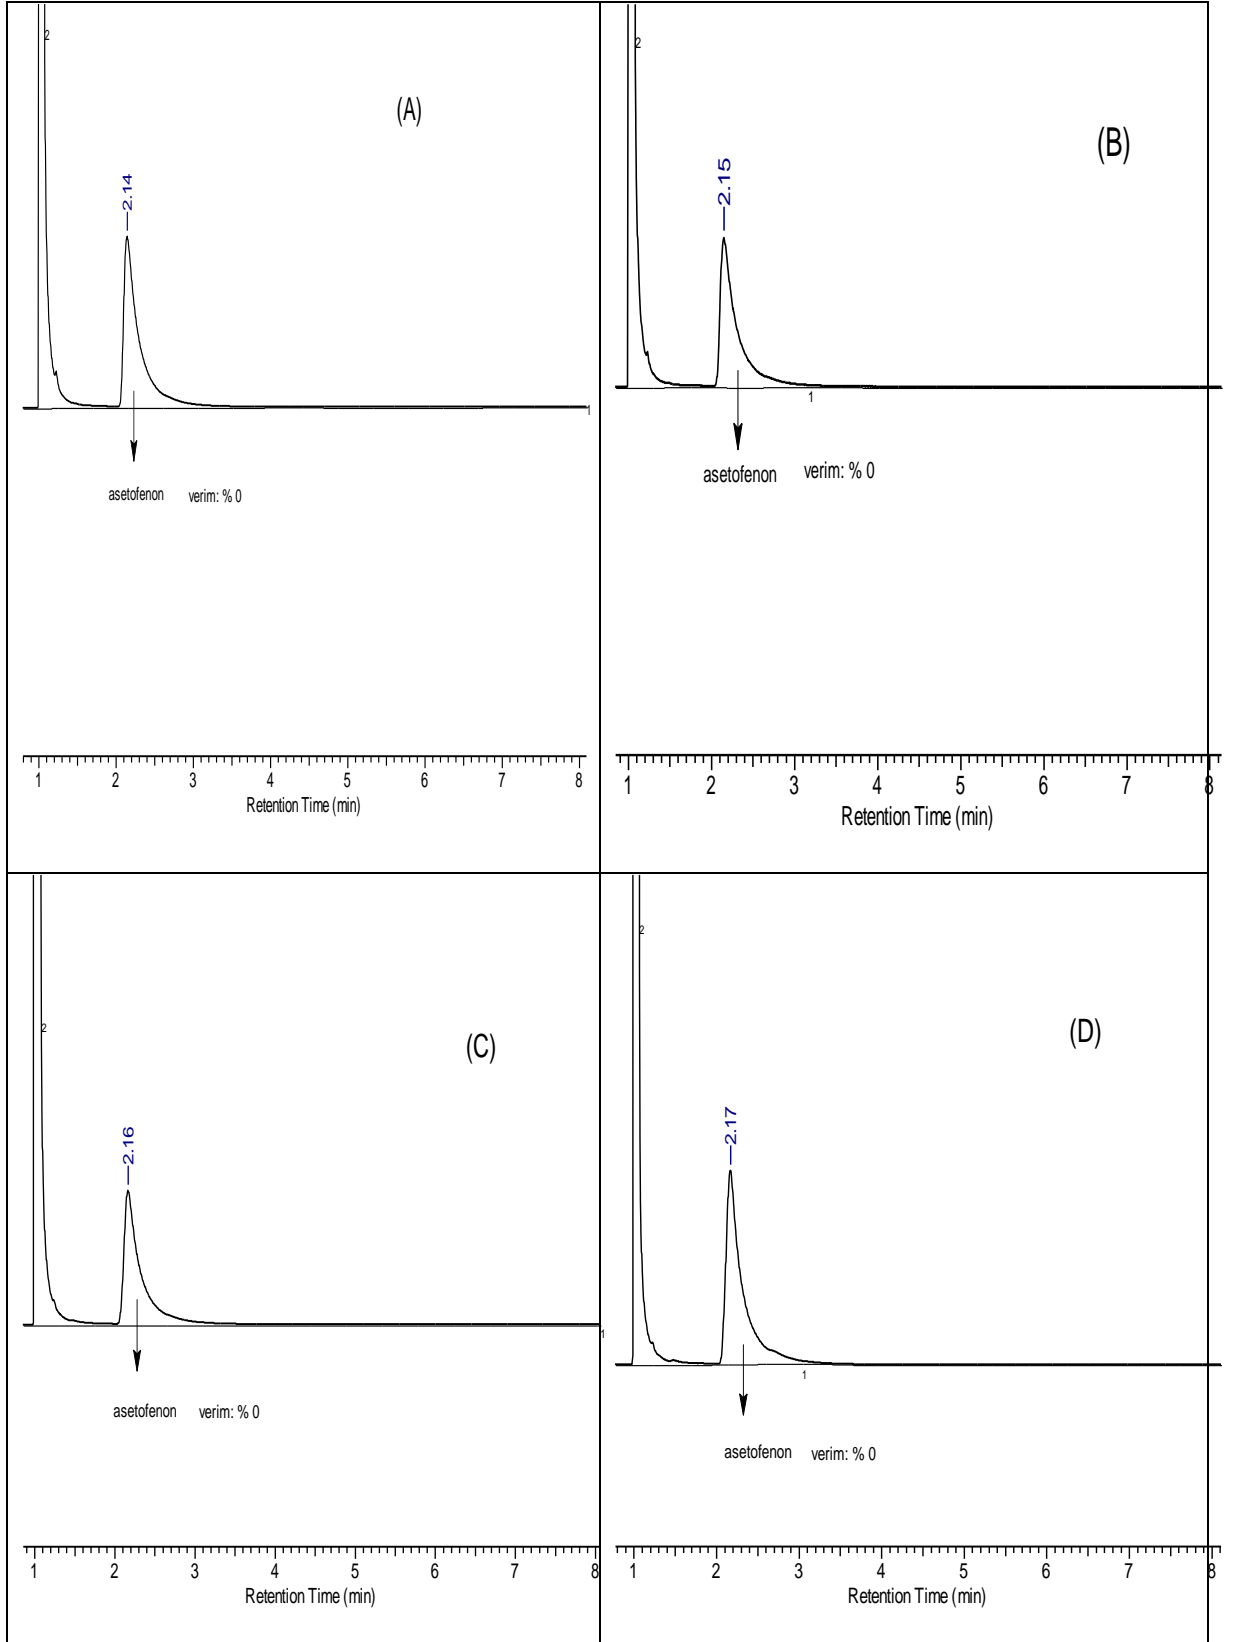 2
(A)
2.14
1
asetofenon verim: % 0
1 2 3 4 5 6 7 8
Retention Time (min)
2
(B)
2.15
1
asetofenon verim: % 0
1 2 3 4 5 6 7 8
Retention Time (min)
2
(C)
2.16
1
asetofenon verim: % 0
1 2 3 4 5 6 7 8
Retention Time (min)
2
(D)
2.17
1
asetofenon verim: % 0
1 2 3 4 5 6 7 8
Retention Time (min)